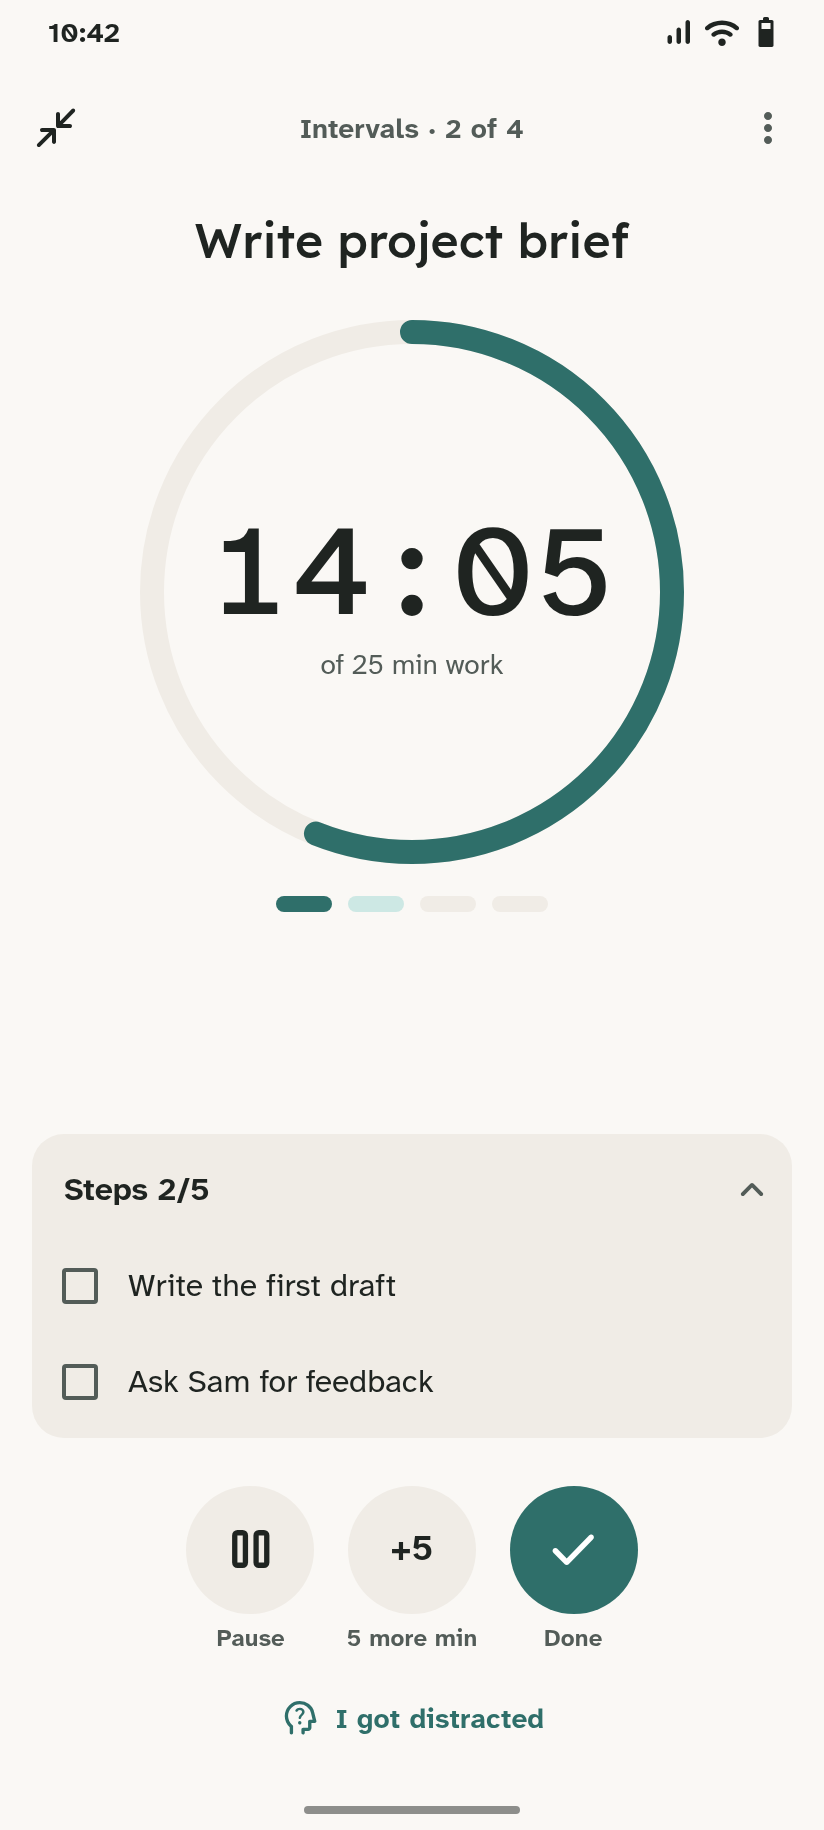 10:42
Intervals · 2 of 4
Write project brief
14:05
of 25 min work
Steps 2/5
Write the first draft
Ask Sam for feedback
+5
Pause
5 more min
Done
I got distracted